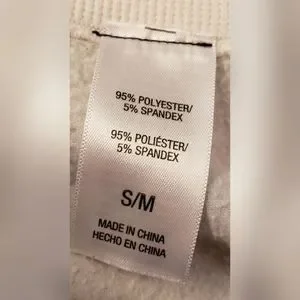 95% POLYESTER/
5% SPANDEX
95% POLIÉSTER/
5% SPANDEX
S/M
MADE IN CHINA
HECHO EN CHINA